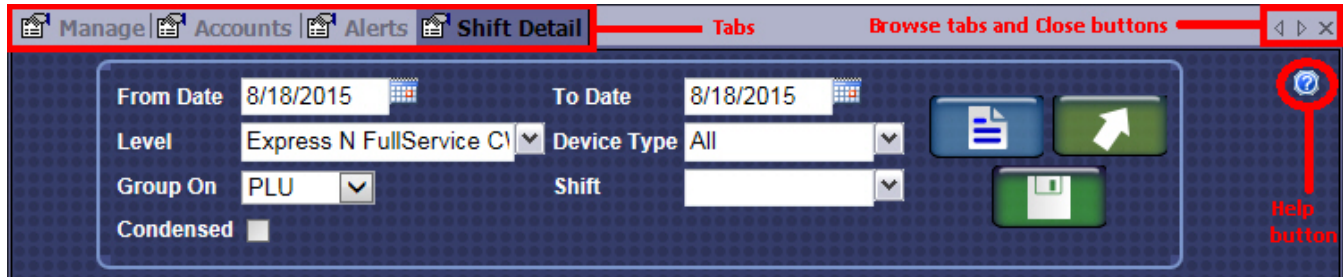 Manage Accounts Alerts Shift Detail Tabs Browse tabs and Close buttons
From Date 8/18/2015 To Date 8/18/2015
Level Express N FullService Device Type All
Group On PLU Shift
Condensed
Help
button